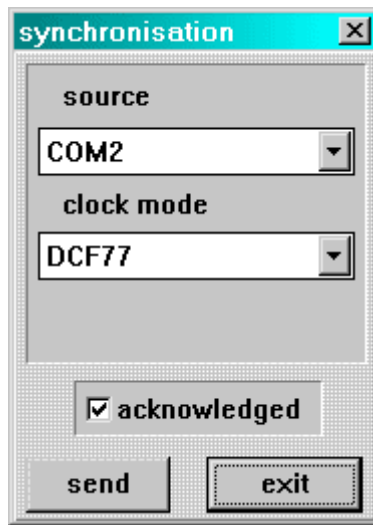 synchronisation
source
COM2
clock mode
DCF77
acknowledged
send exit